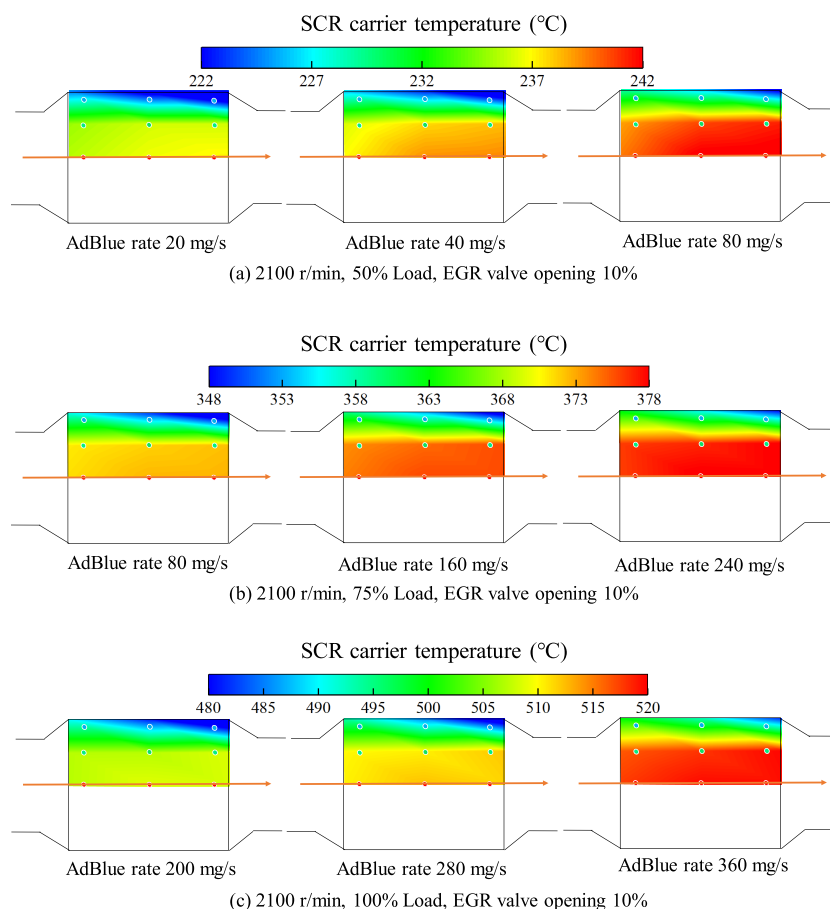 SCR carrier temperature (℃)
222 227 232 237 242
AdBlue rate 20 mg/s AdBlue rate 40 mg/s AdBlue rate 80 mg/s
(a) 2100 r/min, 50% Load, EGR valve opening 10%
SCR carrier temperature (℃)
348 353 358 363 368 373 378
AdBlue rate 80 mg/s AdBlue rate 160 mg/s AdBlue rate 240 mg/s
(b) 2100 r/min, 75% Load, EGR valve opening 10%
SCR carrier temperature (℃)
480 485 490 495 500 505 510 515 520
AdBlue rate 200 mg/s AdBlue rate 280 mg/s AdBlue rate 360 mg/s
(c) 2100 r/min, 100% Load, EGR valve opening 10%